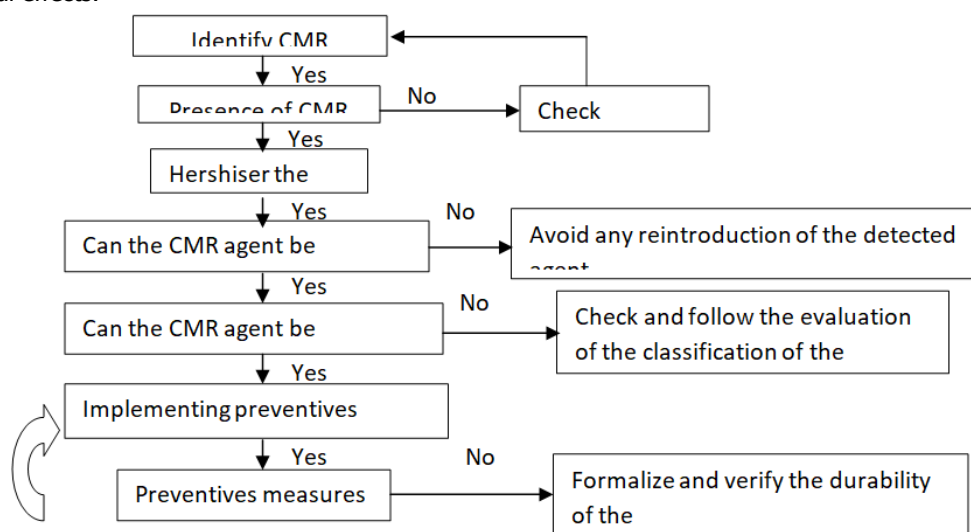 Identify CMR
Yes
Presence of CMR
No
Check
Yes
Hershiser the
Yes
No
Can the CMR agent be
Avoid any reintroduction of the detected
agent
Yes
No
Can the CMR agent be
Check and follow the evaluation
of the classification of the
Yes
Implementing preventives
Yes
No
Preventives measures
Formalize and verify the durability
of the